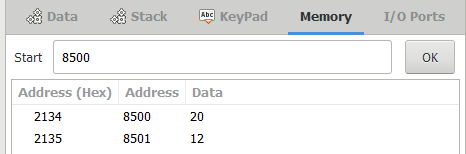 Data Stack KeyPad Memory I/O Ports
Start 8500 OK
Address (Hex) Address Data
2134 8500 20
2135 8501 12